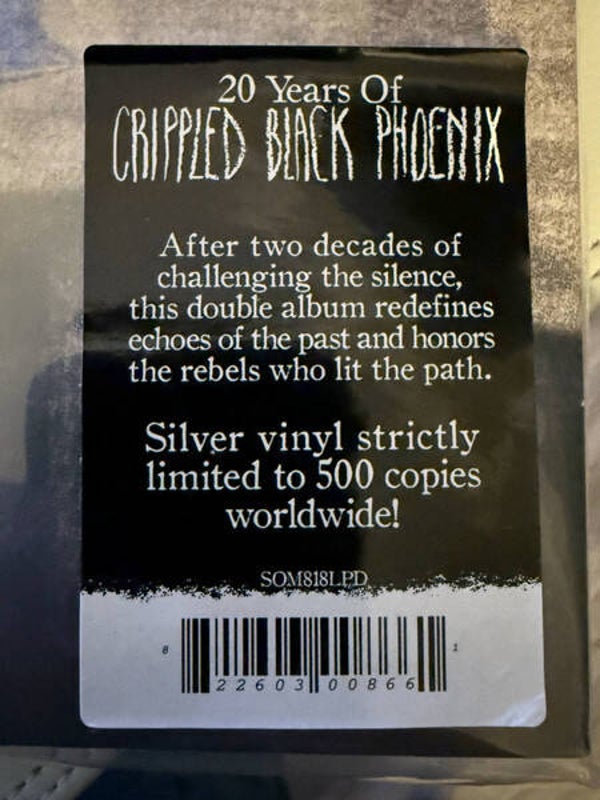 20 Years Of
CRIPPLED BLACK PHOENIX
After two decades of
challenging the silence,
this double album redefines
echoes of the past and honors
the rebels who lit the path.
Silver vinyl strictly
limited to 500 copies
worldwide!
SOM818LPD
8 22603 00866 1